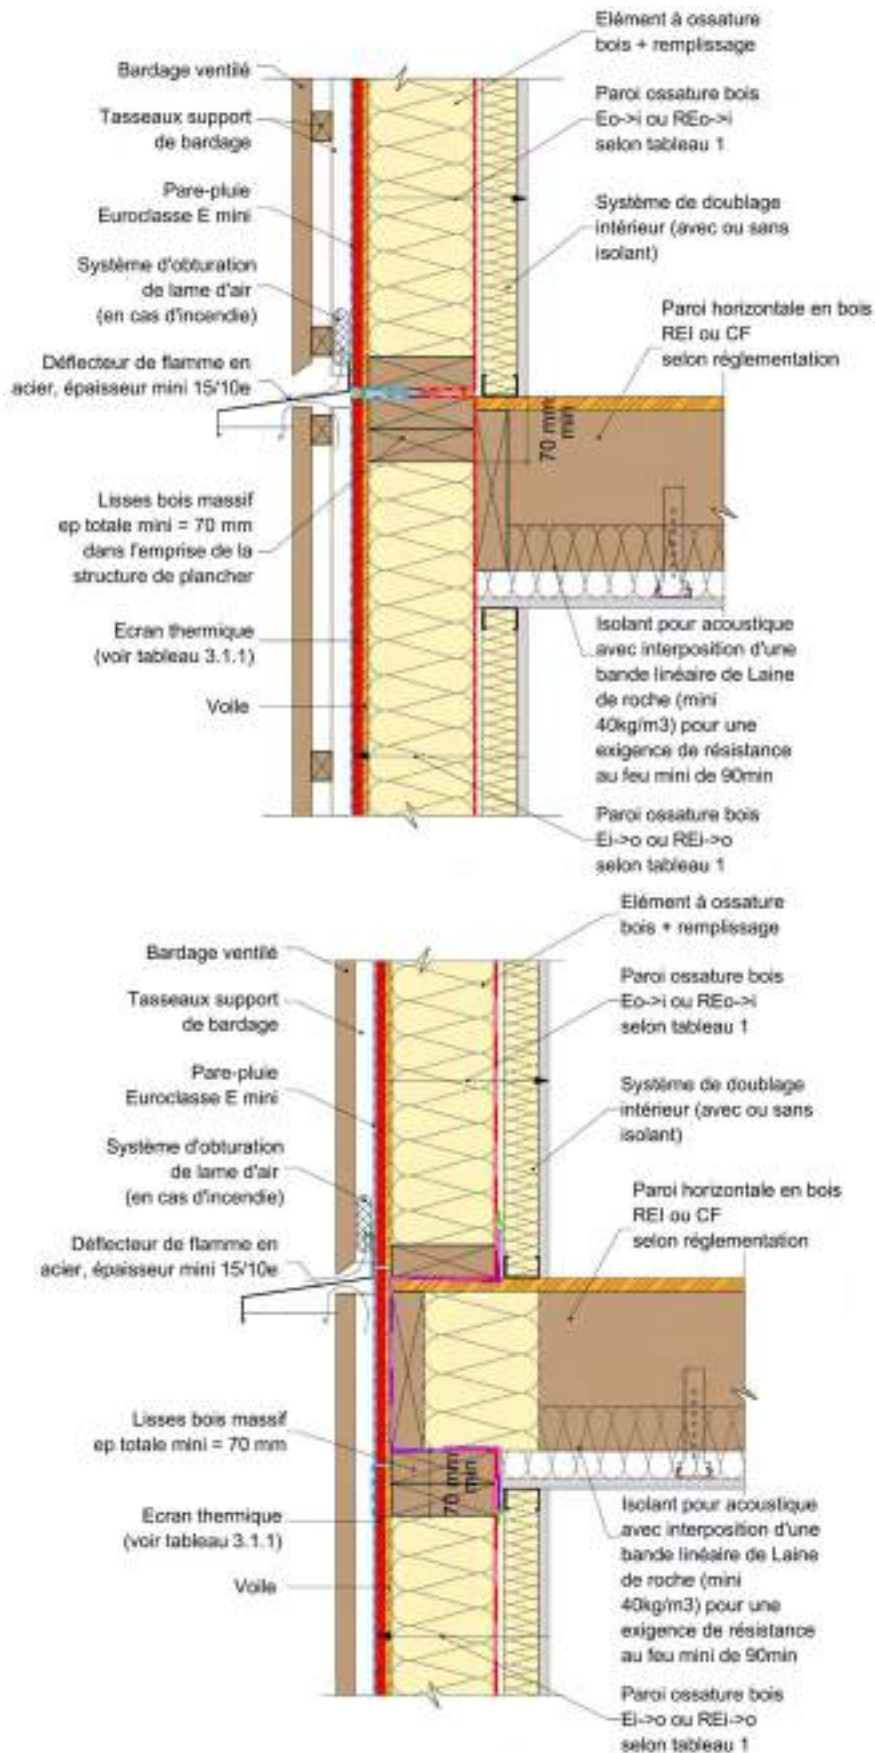 Elément à ossature
bois + remplissage
Bardage ventilé
Paroi ossature bois
Eo->i ou REo->i
selon tableau 1
Tasseaux support
de bardage
Pare-pluie
Euroclasse E mini
Système de doublage
intérieur (avec ou sans
isolant)
Système d'obturation
de lame d'air
(en cas d'incendie)
Paroi horizontale en bois
REI ou CF
selon réglementation
Déflecteur de flamme en
acier, épaisseur mini 15/10e
70 mm
min
Lisses bois massif
ep totale mini = 70 mm
dans l'emprise de la
structure de plancher
Ecran thermique
(voir tableau 3.1.1)
Voile
Isolant pour acoustique
avec interposition d'une
bande linéaire de Laine
de roche (mini
40kg/m3) pour une
exigence de résistance
au feu mini de 90min
Paroi ossature bois
Ei->o ou REi->o
selon tableau 1
Elément à ossature
bois + remplissage
Bardage ventilé
Paroi ossature bois
Eo->i ou REo->i
selon tableau 1
Tasseaux support
de bardage
Pare-pluie
Euroclasse E mini
Système de doublage
intérieur (avec ou sans
isolant)
Système d'obturation
de lame d'air
(en cas d'incendie)
Paroi horizontale en bois
REI ou CF
selon réglementation
Déflecteur de flamme en
acier, épaisseur mini 15/10e
Lisses bois massif
ep totale mini = 70 mm
70 mm
min
Ecran thermique
(voir tableau 3.1.1)
Voile
Isolant pour acoustique
avec interposition d'une
bande linéaire de Laine
de roche (mini
40kg/m3) pour une
exigence de résistance
au feu mini de 90min
Paroi ossature bois
Ei->o ou REi->o
selon tableau 1